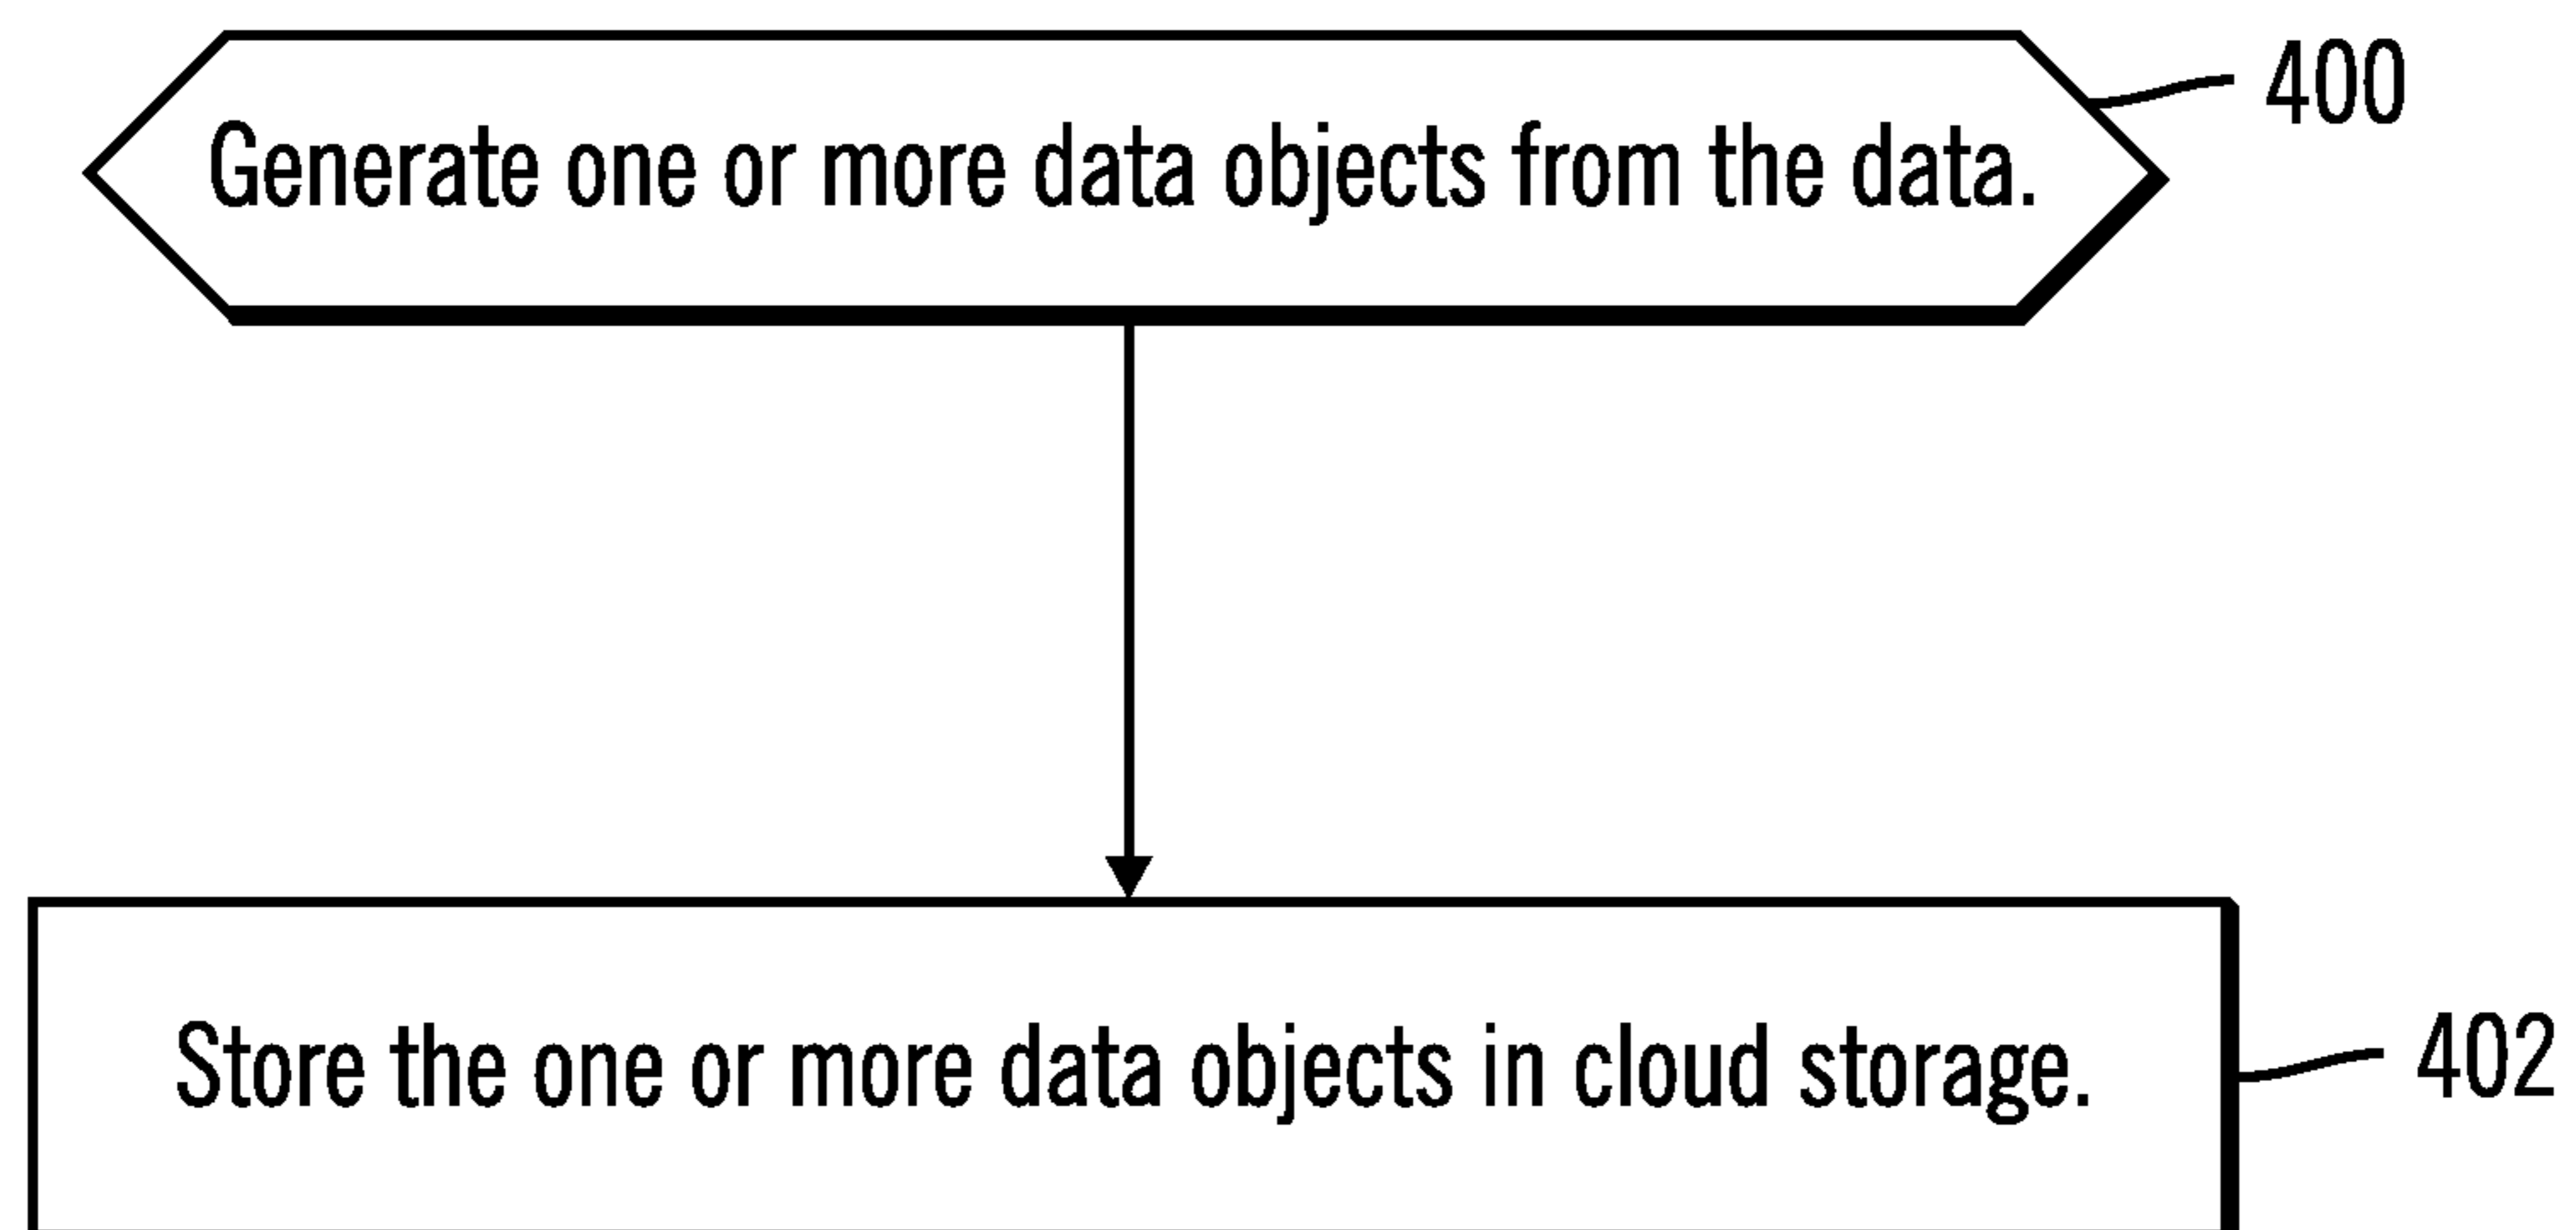 400
Generate one or more data objects from the data.
Store the one or more data objects in cloud storage.
402